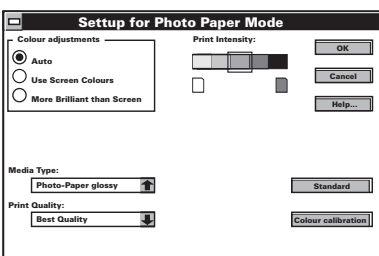 Settup for Photo Paper Mode
Colour adjustments
Auto
Use Screen Colours
More Brilliant than Screen
Print Intensity:
OK
Cancel
Help...
Media Type:
Photo-Paper glossy
Standard
Print Quality:
Best Quality
Colour calibration